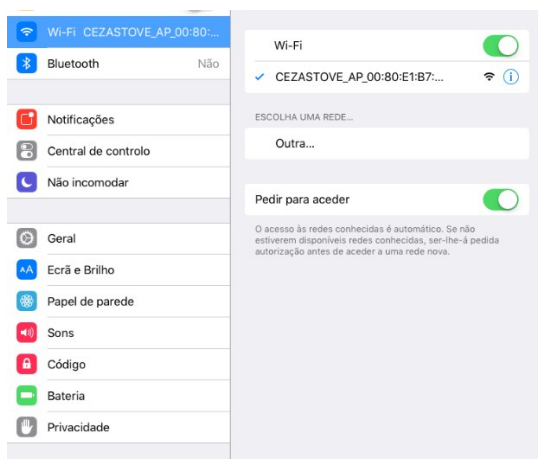 Wi-Fi CEZASTOVE_AP_00:80:...
Bluetooth Não
Notificações
Central de controlo
Não incomodar
Geral
Ecrã e Brilho
Papel de parede
Sons
Código
Bateria
Privacidade
Wi-Fi
CEZASTOVE_AP_00:80:E1:B7:...
ESCOLHA UMA REDE...
Outra...
Pedir para aceder
O acesso às redes conhecidas é automático. Se não
estiverem disponíveis redes conhecidas, ser-lhe-á pedida
autorização antes de aceder a uma rede nova.